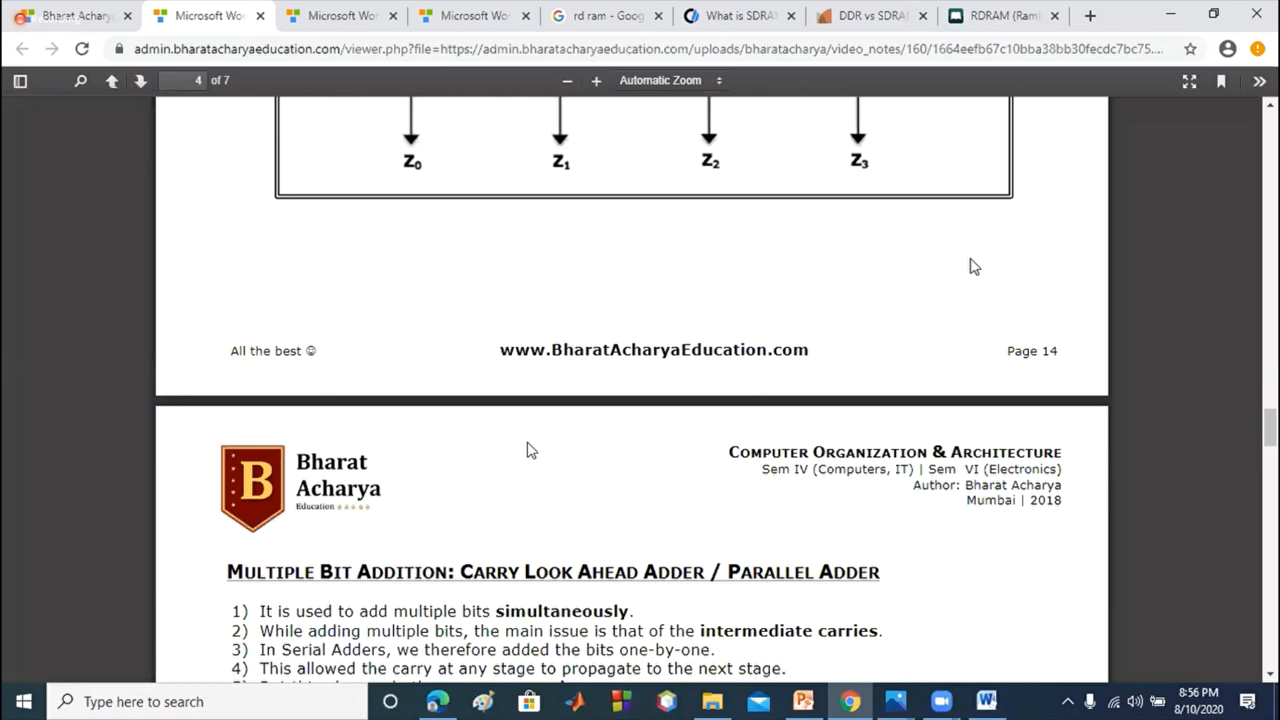 Bharat Acharya
Microsoft Wo
Microsoft Wo
Microsoft Wo
rd ram - Goog
What is SDRA
DDR vs SDRA
RDRAM (Ram
admin.bharatacharyaeducation.com/viewer.php?file=https://admin.bharatacharyaeducation.com/uploads/bharatacharya/video_notes/160/1664eefb67c10bba38bb30fecdc7bc75....
4 of 7
Automatic Zoom
Z0 Z1 Z2 Z3
All the best ☺ www.BharatAcharyaEducation.com Page 14
B
Bharat
Acharya
Education
COMPUTER ORGANIZATION & ARCHITECTURE
Sem IV (Computers, IT) | Sem VI (Electronics)
Author: Bharat Acharya
Mumbai | 2018
MULTIPLE BIT ADDITION: CARRY LOOK AHEAD ADDER / PARALLEL ADDER
1) It is used to add multiple bits simultaneously.
2) While adding multiple bits, the main issue is that of the intermediate carries.
3) In Serial Adders, we therefore added the bits one-by-one.
4) This allowed the carry at any stage to propagate to the next stage.
Type here to search
8:56 PM
8/10/2020